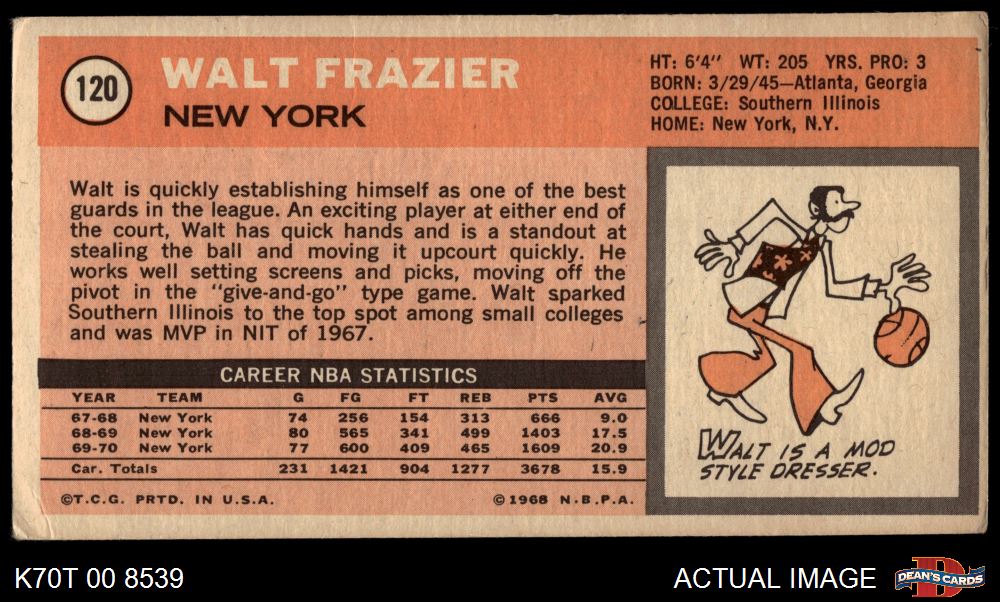 120
WALT FRAZIER
NEW YORK
HT: 6'4" WT: 205 YRS. PRO: 3
BORN: 3/29/45—Atlanta, Georgia
COLLEGE: Southern Illinois
HOME: New York, N.Y.
Walt is quickly establishing himself as one of the best
guards in the league. An exciting player at either end of
the court, Walt has quick hands and is a standout at
stealing the ball and moving it upcourt quickly. He
works well setting screens and picks, moving off the
pivot in the "give-and-go" type game. Walt sparked
Southern Illinois to the top spot among small colleges
and was MVP in NIT of 1967.
CAREER NBA STATISTICS
YEAR TEAM G FG FT REB PTS AVG
67-68 New York 74 256 154 313 666 9.0
68-69 New York 80 565 341 499 1403 17.5
69-70 New York 77 600 409 465 1609 20.9
Car. Totals 231 1421 904 1277 3678 15.9
©T.C.G. PRTD. IN U.S.A. ©1968 N.B.P.A.
WALT IS A MOD
STYLE DRESSER.
K70T 00 8539
ACTUAL IMAGE
D
DEAN'S CARDS